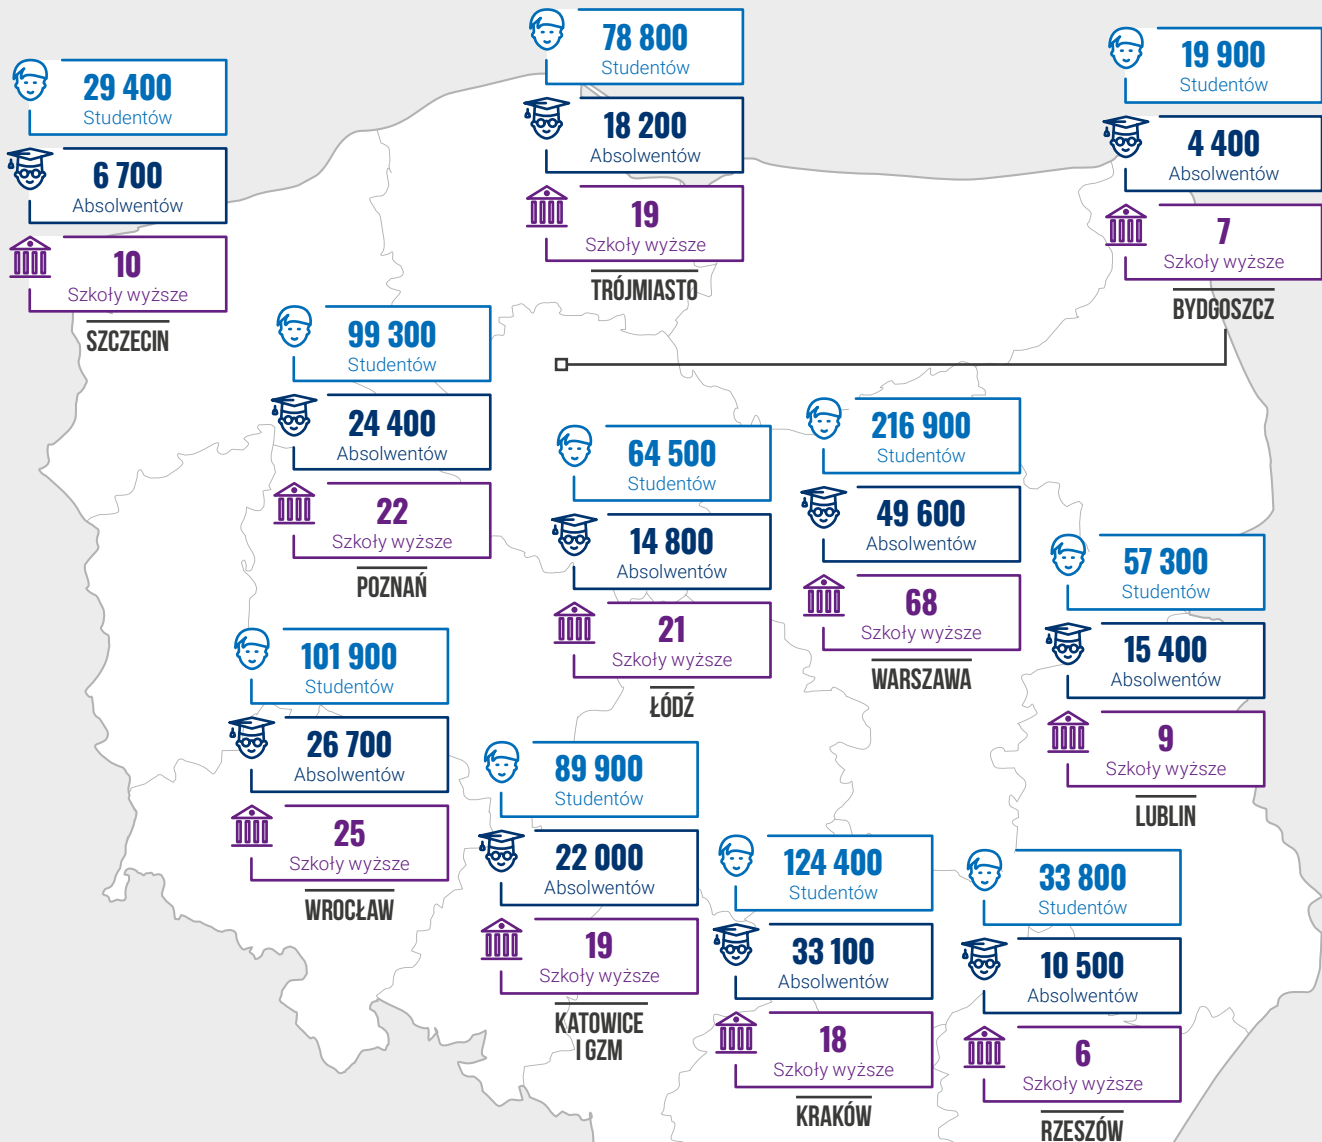 29 400
Studentów
6 700
Absolwentów
10
Szkoły wyższe
SZCZECIN
78 800
Studentów
18 200
Absolwentów
19
Szkoły wyższe
TRÓJMIASTO
19 900
Studentów
4 400
Absolwentów
7
Szkoły wyższe
BYDGOSZCZ
99 300
Studentów
24 400
Absolwentów
22
Szkoły wyższe
POZNAŃ
64 500
Studentów
14 800
Absolwentów
21
Szkoły wyższe
ŁÓDŹ
216 900
Studentów
49 600
Absolwentów
68
Szkoły wyższe
WARSZAWA
57 300
Studentów
15 400
Absolwentów
9
Szkoły wyższe
LUBLIN
101 900
Studentów
26 700
Absolwentów
25
Szkoły wyższe
WROCŁAW
89 900
Studentów
22 000
Absolwentów
19
Szkoły wyższe
KATOWICE
I GZM
124 400
Studentów
33 100
Absolwentów
18
Szkoły wyższe
KRAKÓW
33 800
Studentów
10 500
Absolwentów
6
Szkoły wyższe
RZESZÓW